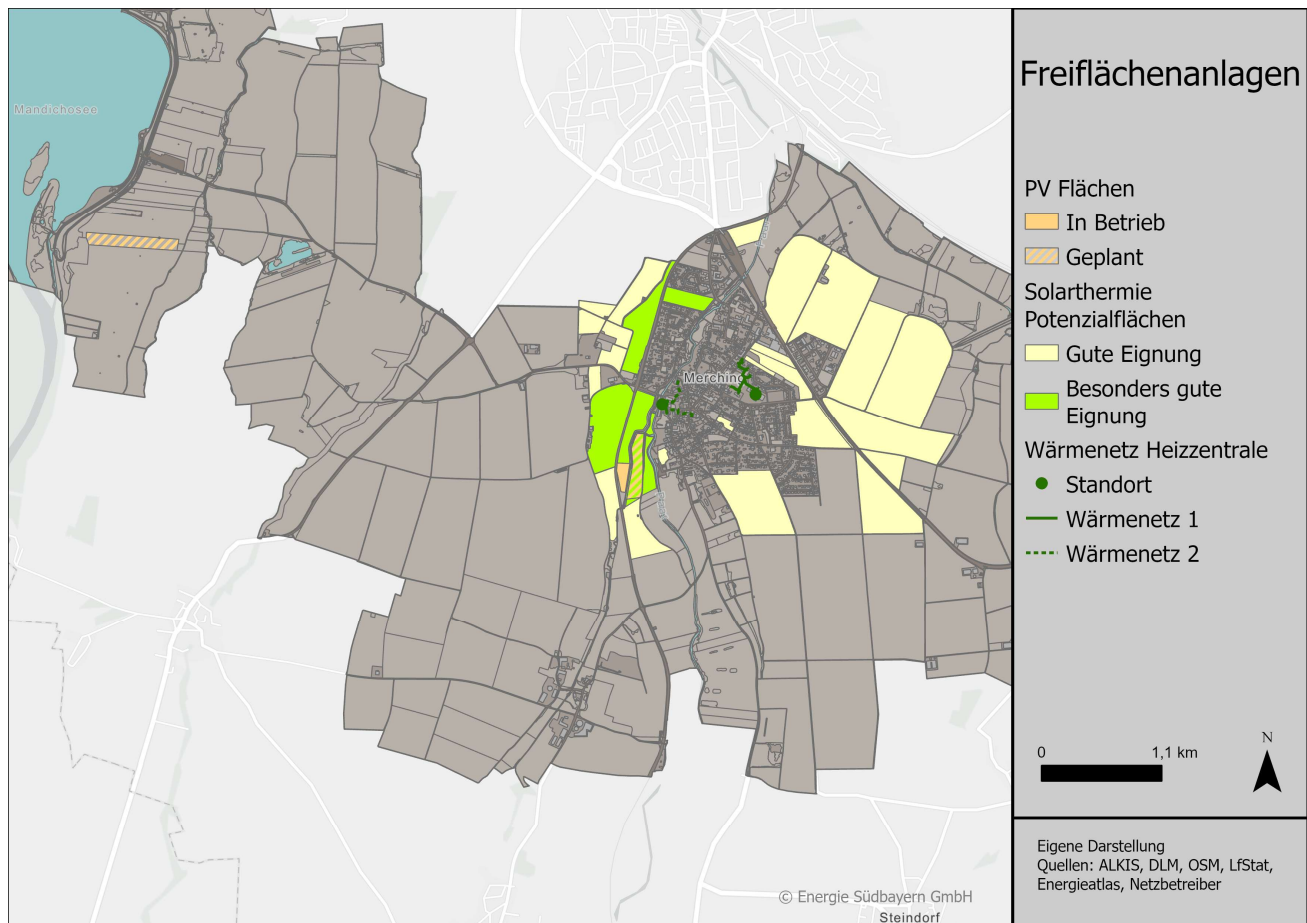 Mandichosee
Merching
© Energie Südbayern GmbH
Steindorf
Freiflächenanlagen
PV Flächen
In Betrieb
Geplant
Solarthermie
Potenzialflächen
Gute Eignung
Besonders gute
Eignung
Wärmenetz Heizzentrale
Standort
Wärmenetz 1
Wärmenetz 2
0 1,1 km
N
Eigene Darstellung
Quellen: ALKIS, DLM, OSM, LfStat,
Energieatlas, Netzbetreiber